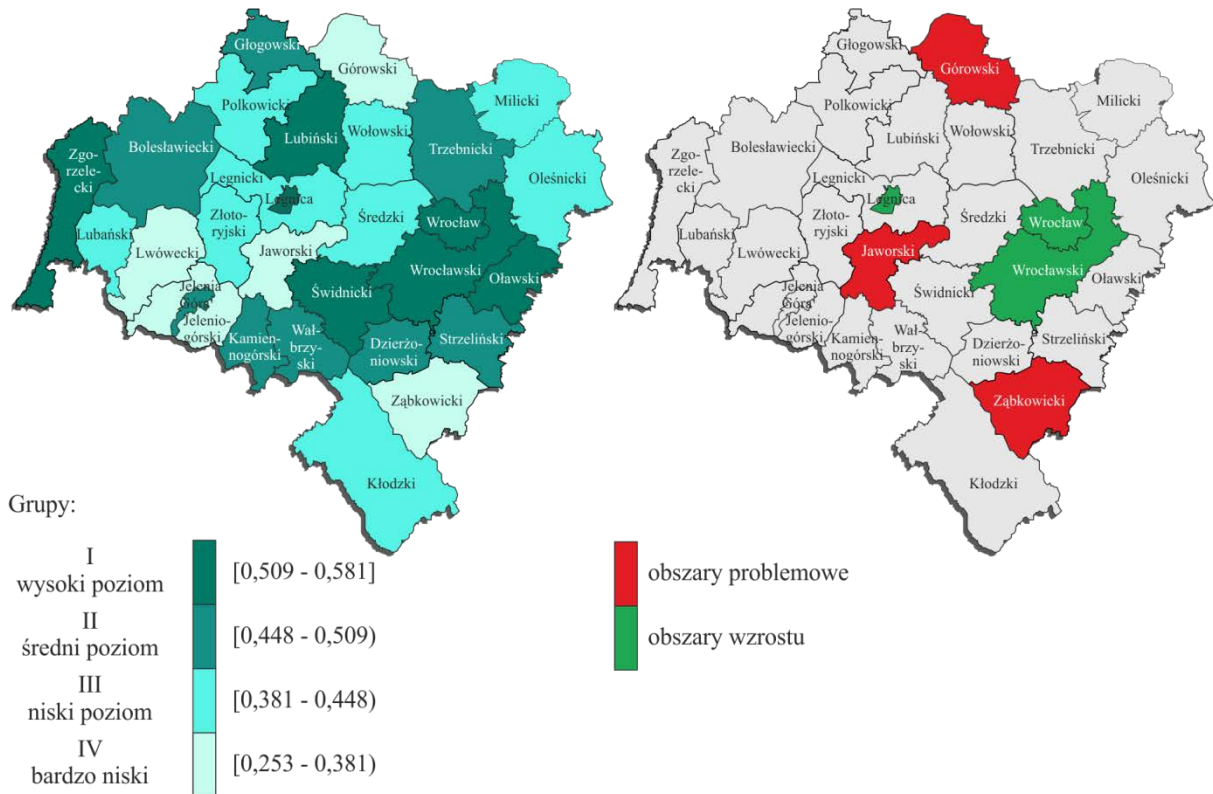 Głogowski
Górowski
Polkowicki
Lubiński
Wołowski
Milicki
Trzebnicki
Zgo-
rzelec-
ki
Bolesławiecki
Legnicki
Legnica
Oleśnicki
Lubański
Lwówecki
Złoto-
ryjski
Średzki
Wrocław
Jaworski
Wrocławski
Oławski
Jelenia
Góra
Jelenio-
górski
Świdnicki
Kamien-
nogórski
Wał-
brzy-
ski
Dzierżo-
niowski
Strzeliński
Ząbkowicki
Kłodzki
Głogowski
Górowski
Polkowicki
Lubiński
Wołowski
Milicki
Trzebnicki
Zgo-
rzelec-
ki
Bolesławiecki
Legnicki
Legnica
Oleśnicki
Lubański
Lwówecki
Złoto-
ryjski
Średzki
Wrocław
Jaworski
Wrocławski
Oławski
Jelenia
Góra
Jelenio-
górski
Świdnicki
Kamien-
nogórski
Wał-
brzy-
ski
Dzierżo-
niowski
Strzeliński
Ząbkowicki
Kłodzki
Grupy:
I
wysoki poziom
[0,509 - 0,581]
II
średni poziom
[0,448 - 0,509)
III
niski poziom
[0,381 - 0,448)
IV
bardzo niski
[0,253 - 0,381)
obszary problemowe
obszary wzrostu